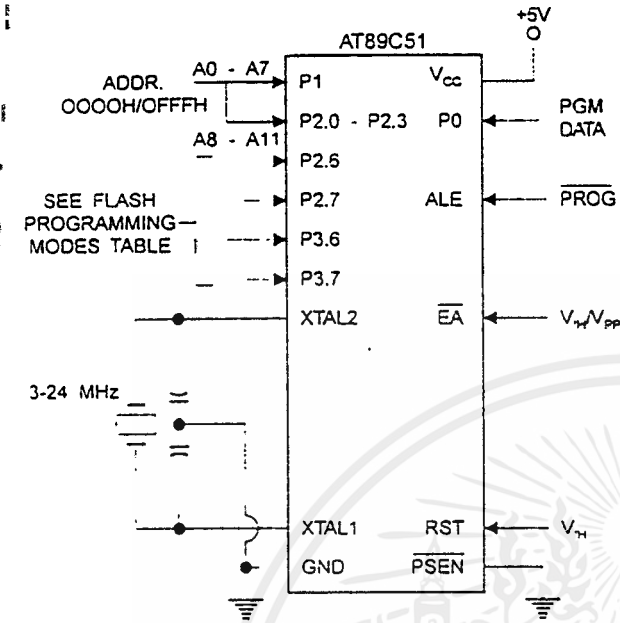 +5V
AT89C51
ADDR.
OOOOH/OFFFH
A0 - A7
P1
VCC
A8 - A11
P2.0 - P2.3
P0
PGM
DATA
P2.6
SEE FLASH
PROGRAMMING
MODES TABLE
P2.7
ALE
PROG
P3.6
P3.7
XTAL2
EA
VIH/VPP
3-24 MHz
XTAL1
RST
VIH
GND
PSEN